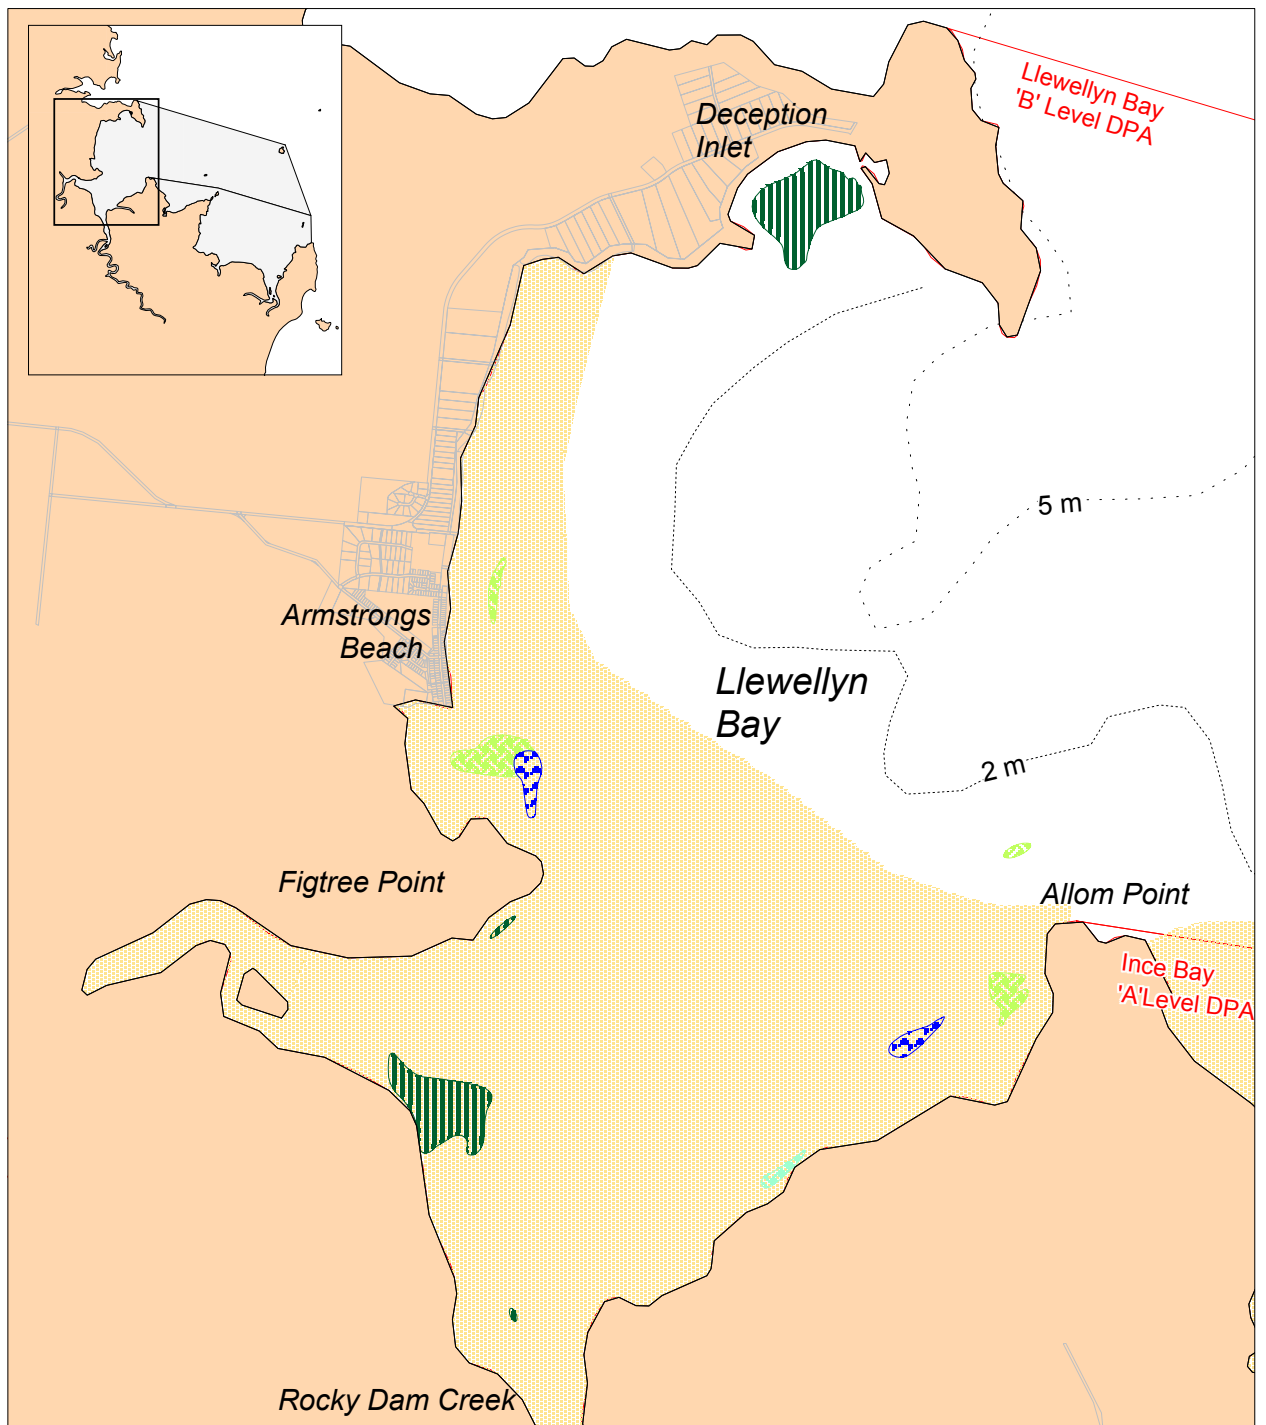 Llewellyn Bay
'B' Level DPA
Deception
Inlet
5 m
Armstrongs
Beach
Llewellyn
Bay
2 m
Figtree Point
Allom Point
Ince Bay
'A'Level DPA
Rocky Dam Creek